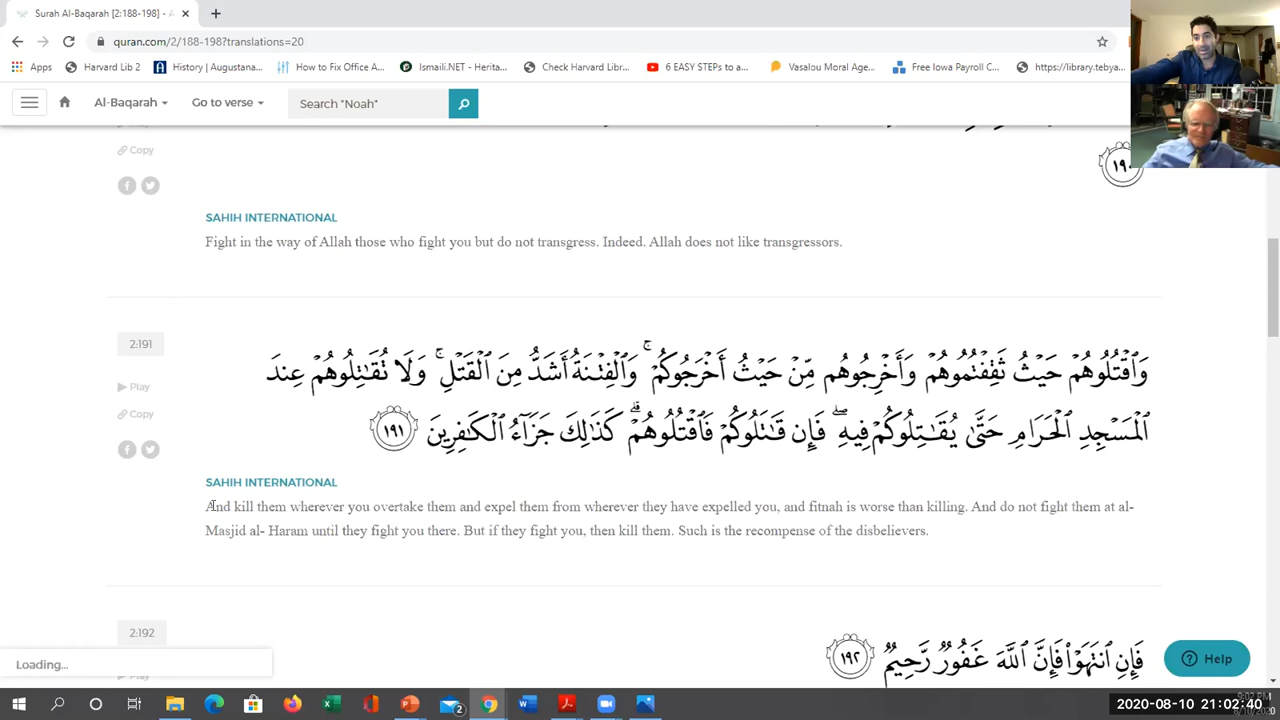 Surah Al-Baqarah [2:188-198] - A
quran.com/2/188-198?translations=20
Apps Harvard Lib 2 History | Augustana... How to Fix Office A... Ismaili.NET - Herita... Check Harvard Libr... 6 EASY STEPs to a... Vasalou Moral Age... Free Iowa Payroll C... https://library.tebya
Al-Baqarah Go to verse Search "Noah"
Copy
١٩٠
SAHIH INTERNATIONAL
Fight in the way of Allah those who fight you but do not transgress. Indeed. Allah does not like transgressors.
2:191
وَٱقۡتُلُوهُمۡ حَيۡثُ ثَقِفۡتُمُوهُمۡ وَأَخۡرِجُوهُم مِّنۡ حَيۡثُ أَخۡرَجُوكُمۡۚ وَٱلۡفِتۡنَةُ أَشَدُّ مِنَ ٱلۡقَتۡلِۚ وَلَا تُقَٰتِلُوهُمۡ عِندَ
Play
Copy
ٱلۡمَسۡجِدِ ٱلۡحَرَامِ حَتَّىٰ يُقَٰتِلُوكُمۡ فِيهِۖ فَإِن قَٰتَلُوكُمۡ فَٱقۡتُلُوهُمۡۗ كَذَٰلِكَ جَزَآءُ ٱلۡكَٰفِرِينَ ١٩١
SAHIH INTERNATIONAL
And kill them wherever you overtake them and expel them from wherever they have expelled you, and fitnah is worse than killing. And do not fight them at al-
Masjid al- Haram until they fight you there. But if they fight you, then kill them. Such is the recompense of the disbelievers.
2:192
فَإِنِ ٱنتَهَوۡاْ فَإِنَّ ٱللَّهَ غَفُورٞ رَّحِيمٞ ١٩٢
Loading...
Help
2
2020-08-10 21:02:40